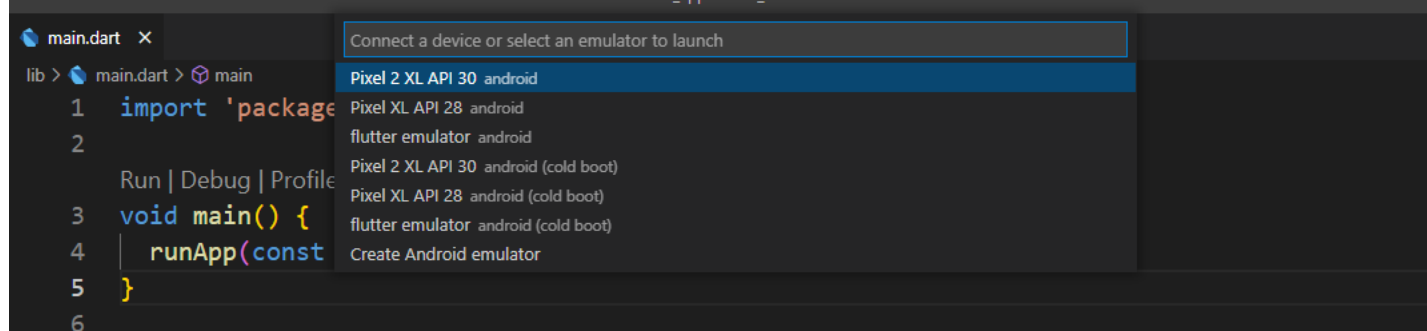 main.dart
Connect a device or select an emulator to launch
lib > main.dart > main
Pixel 2 XL API 30 android
1 import 'package
Pixel XL API 28 android
flutter emulator android
2
Pixel 2 XL API 30 android (cold boot)
Run | Debug | Profile
Pixel XL API 28 android (cold boot)
3 void main() {
flutter emulator android (cold boot)
4 runApp(const
Create Android emulator
5 }
6